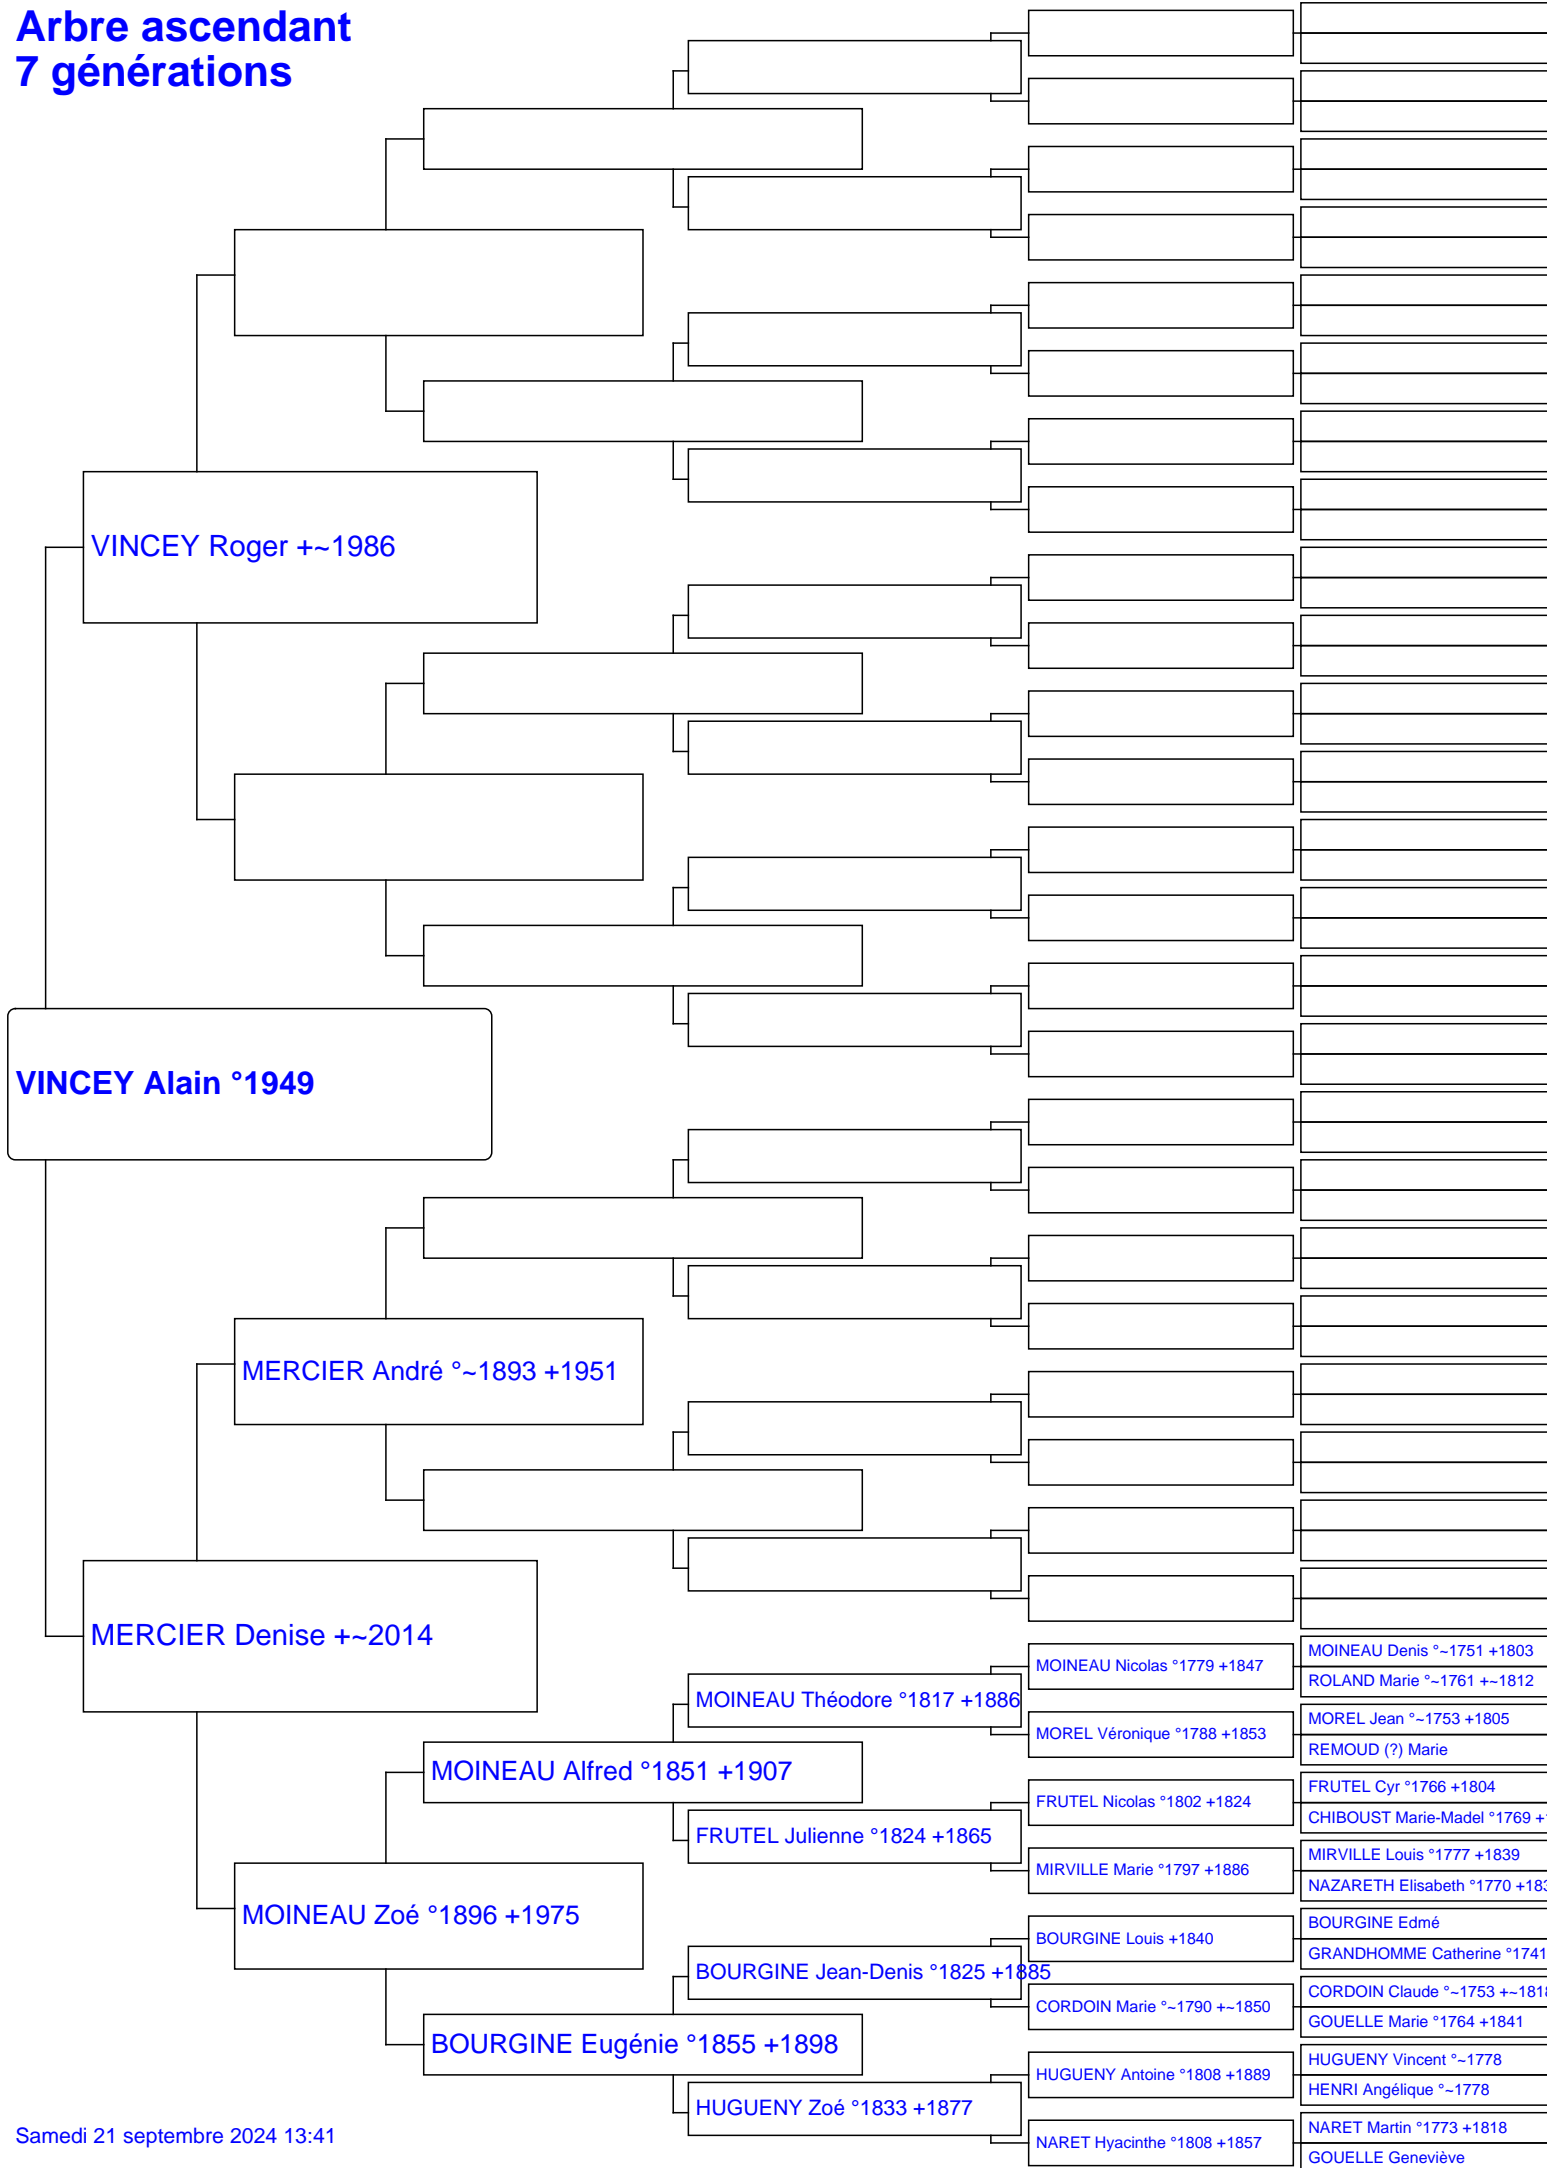 Arbre ascendant
7 générations
VINCEY Roger +~1986
VINCEY Alain °1949
MERCIER André °~1893 +1951
MERCIER Denise +~2014
MOINEAU Nicolas °1779 +1847
MOINEAU Denis °~1751 +1803
ROLAND Marie °~1761 +~1812
MOINEAU Théodore °1817 +1886
MOREL Véronique °1788 +1853
MOREL Jean °~1753 +1805
REMOUD (?) Marie
MOINEAU Alfred °1851 +1907
FRUTEL Nicolas °1802 +1824
FRUTEL Cyr °1766 +1804
CHIBOUST Marie-Madel °1769
FRUTEL Julienne °1824 +1865
MIRVILLE Marie °1797 +1886
MIRVILLE Louis °1777 +1839
NAZARETH Elisabeth °1770
MOINEAU Zoé °1896 +1975
BOURGINE Louis +1840
BOURGINE Edmé
GRANDHOMME Catherine °1741
BOURGINE Jean-Denis °1825 +1885
CORDOIN Marie °~1790 +~1850
CORDOIN Claude °~1753 +~1818
GOUELLE Marie °1764 +1841
BOURGINE Eugénie °1855 +1898
HUGUENY Antoine °1808 +1889
HUGUENY Vincent °~1778
HENRI Angélique °~1778
HUGUENY Zoé °1833 +1877
NARET Hyacinthe °1808 +1857
NARET Martin °1773 +1818
GOUELLE Geneviève
Samedi 21 septembre 2024 13:41